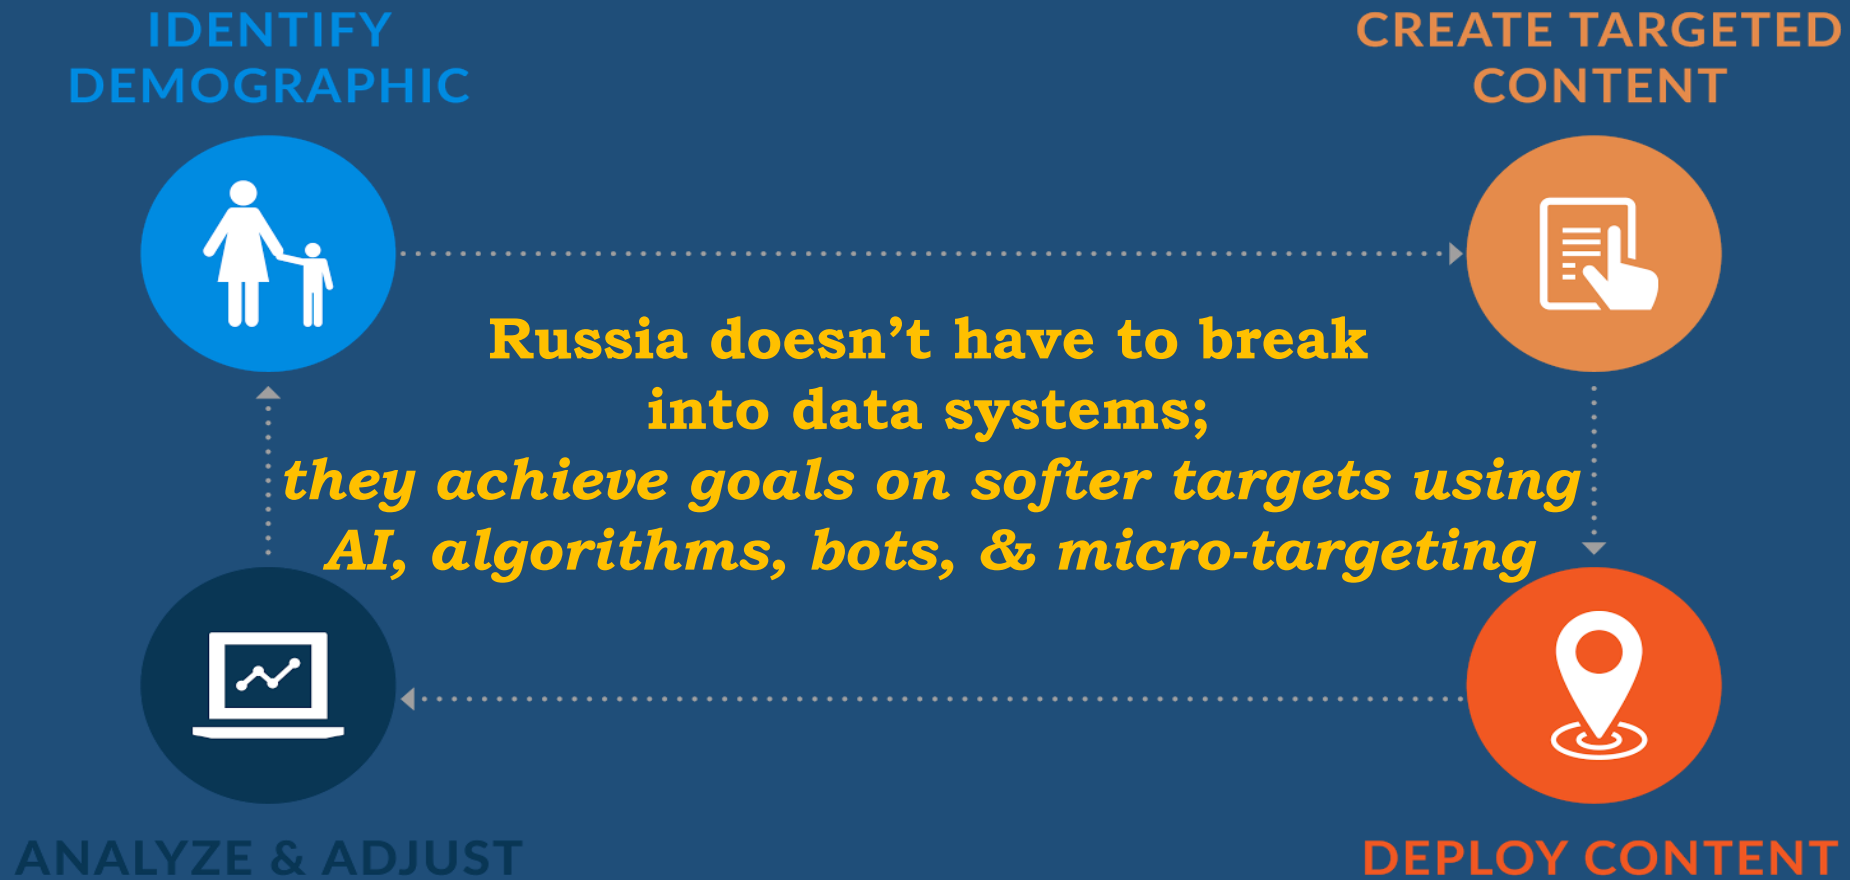 IDENTIFY
DEMOGRAPHIC
CREATE TARGETED
CONTENT
Russia doesn’t have to break
into data systems;
they achieve goals on softer targets using
AI, algorithms, bots, & micro-targeting
ANALYZE & ADJUST
DEPLOY CONTENT